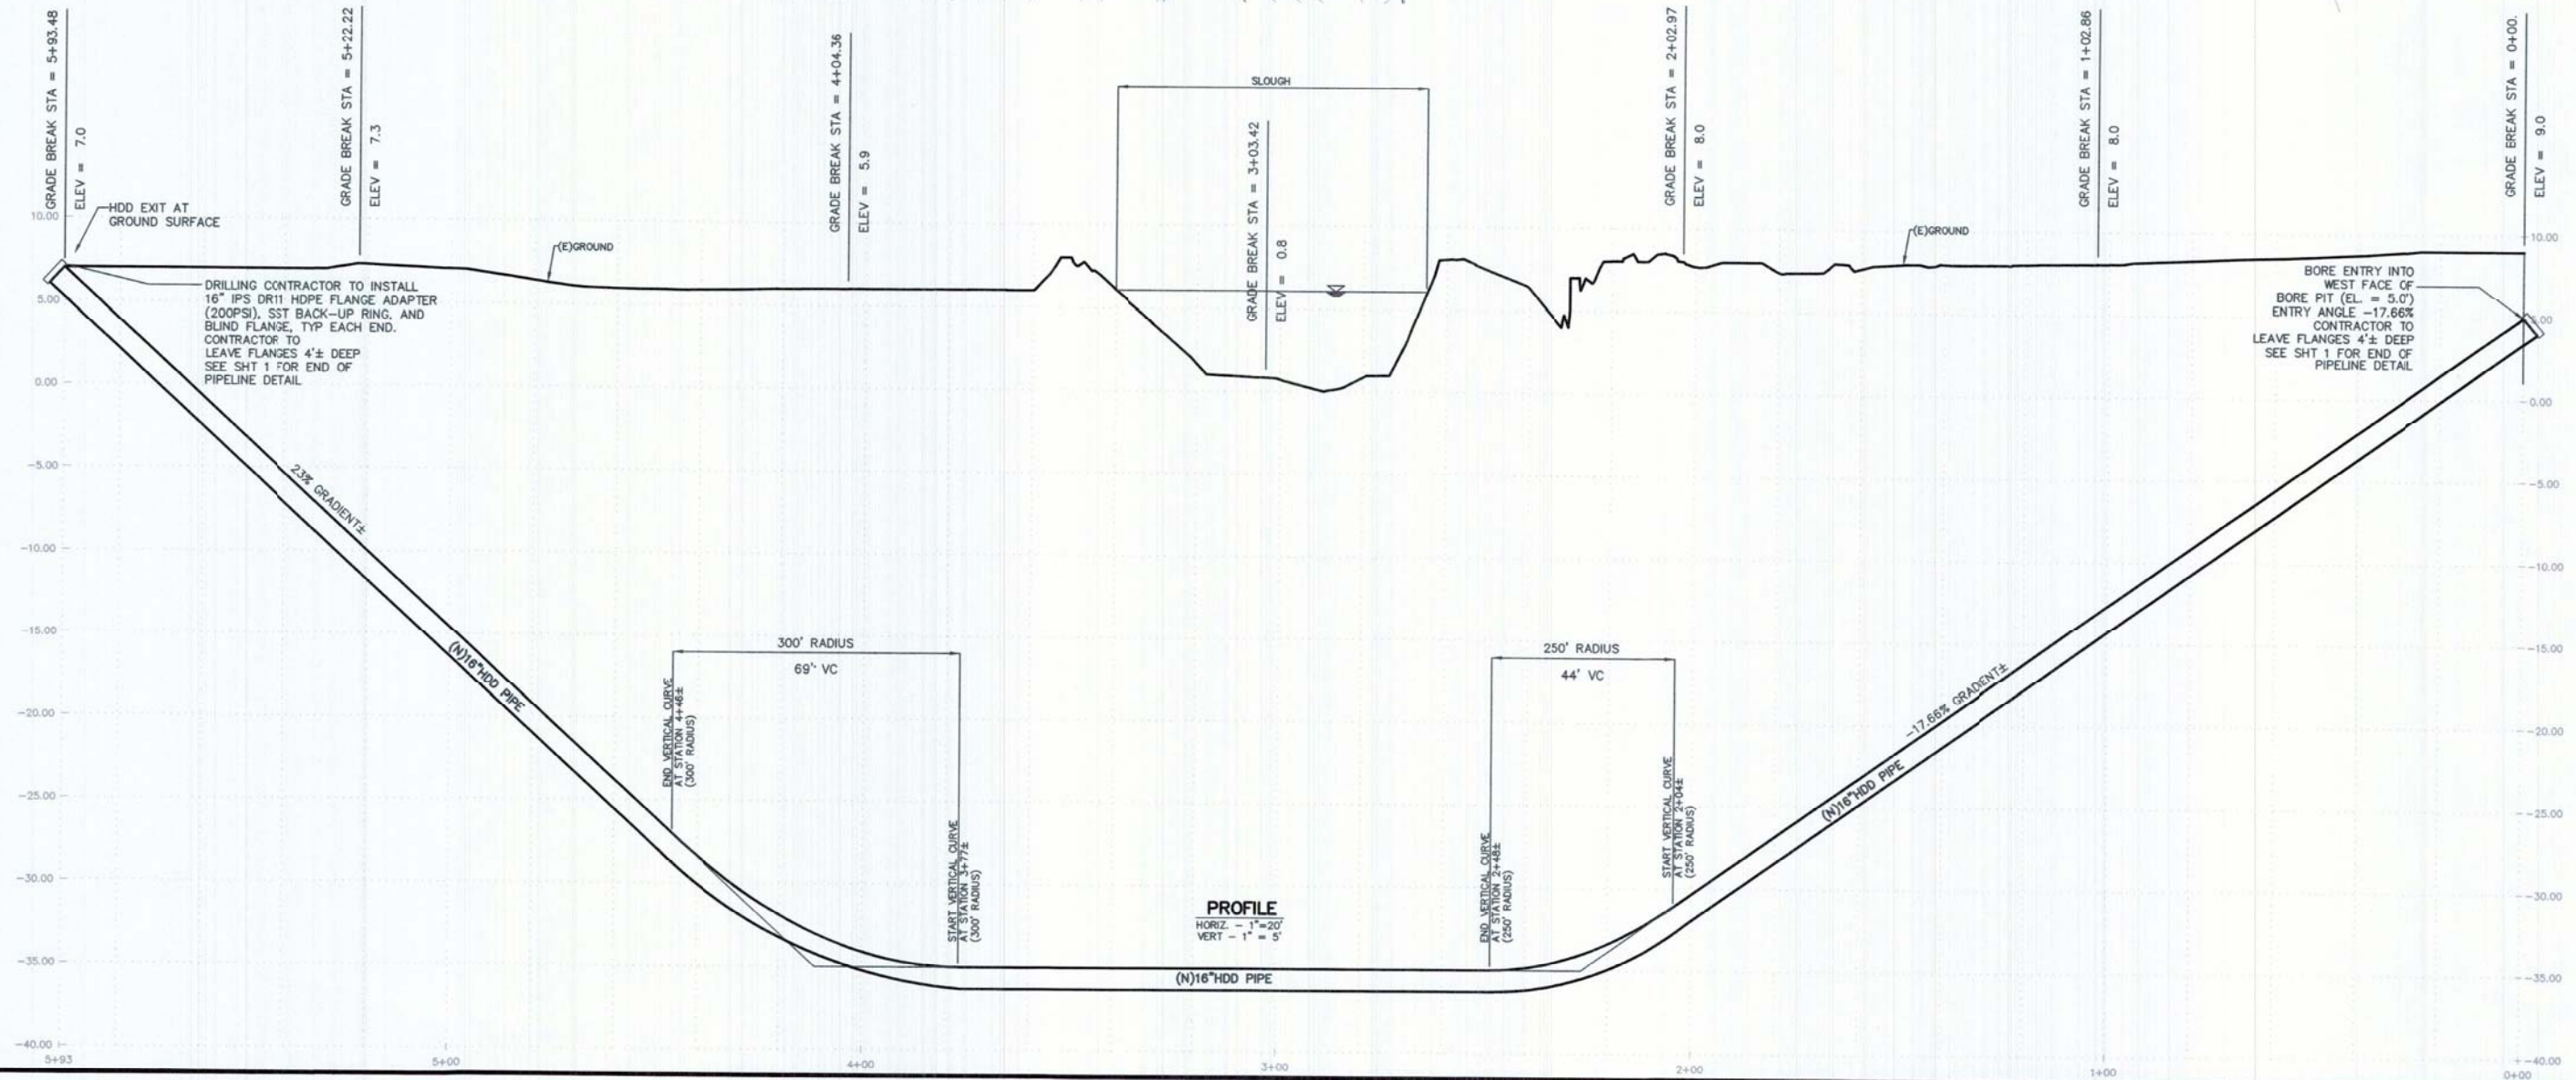 GRADE BREAK STA = 5+93.48
ELEV = 7.0
GRADE BREAK STA = 5+22.22
ELEV = 7.3
GRADE BREAK STA = 4+04.36
ELEV = 5.9
SLOUGH
GRADE BREAK STA = 3+03.42
ELEV = 0.8
GRADE BREAK STA = 2+02.97
ELEV = 8.0
GRADE BREAK STA = 1+02.86
ELEV = 8.0
GRADE BREAK STA = 0+00.
ELEV = 9.0
HDD EXIT AT
GROUND SURFACE
(E)GROUND
(E)GROUND
DRILLING CONTRACTOR TO INSTALL
16" IPS DR11 HDPE FLANGE ADAPTER
(200PSI), SST BACK-UP RING, AND
BLIND FLANGE, TYP EACH END.
CONTRACTOR TO
LEAVE FLANGES 4'± DEEP
SEE SHT 1 FOR END OF
PIPELINE DETAIL
BORE ENTRY INTO
WEST FACE OF
BORE PIT (EL. = 5.0')
ENTRY ANGLE -17.66%
CONTRACTOR TO
LEAVE FLANGES 4'± DEEP
SEE SHT 1 FOR END OF
PIPELINE DETAIL
10.00
5.00
0.00
-5.00
-10.00
-15.00
-20.00
-25.00
-30.00
-35.00
-40.00
23% GRADIENT±
(N)16"HDD PIPE
300' RADIUS
69' VC
END VERTICAL CURVE
AT STATION 4+46±
(300' RADIUS)
START VERTICAL CURVE
AT STATION 3+77±
(300' RADIUS)
PROFILE
HORIZ. - 1"=20'
VERT - 1" = 5'
(N)16"HDD PIPE
250' RADIUS
44' VC
END VERTICAL CURVE
AT STATION 2+48±
(250' RADIUS)
START VERTICAL CURVE
AT STATION 2+04±
(250' RADIUS)
-17.66% GRADIENT±
(N)16"HDD PIPE
10.00
5.00
0.00
-5.00
-10.00
-15.00
-20.00
-25.00
-30.00
-35.00
-40.00
5+93
5+00
4+00
3+00
2+00
1+00
0+00